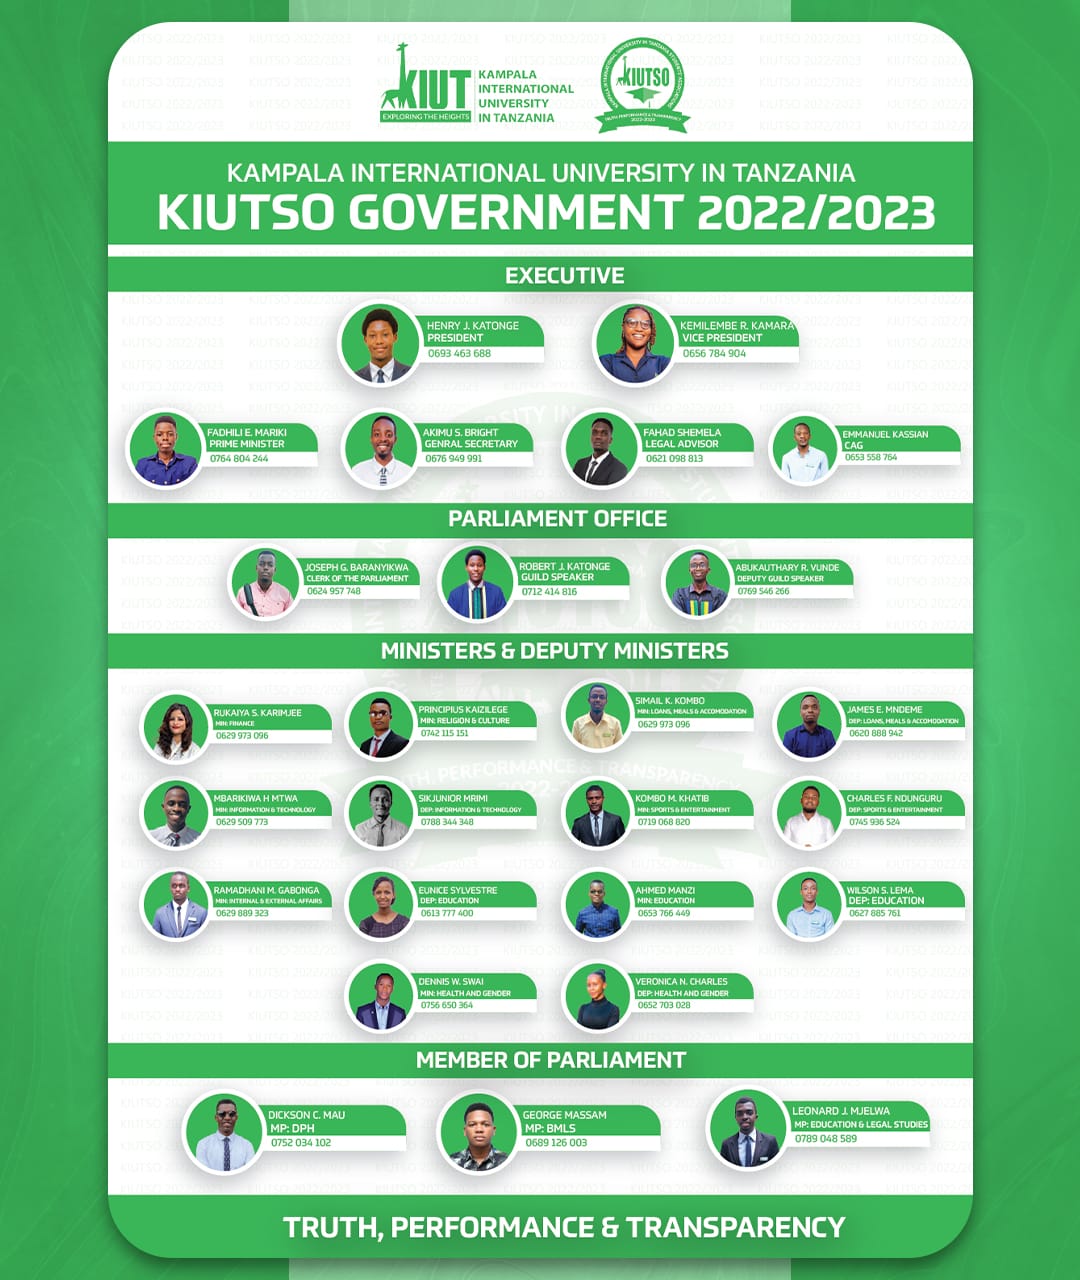 KIUT
EXPLORING THE HEIGHTS
KAMPALA
INTERNATIONAL
UNIVERSITY
IN TANZANIA
KIUTSO
TRUTH, PERFORMANCE & TRANSPARENCY
2022-2023
KAMPALA INTERNATIONAL UNIVERSITY IN TANZANIA
KIUTSO GOVERNMENT 2022/2023
EXECUTIVE
HENRY J. KATONGE
PRESIDENT
0693 463 688
KEMILEMBE R. KAMARA
VICE PRESIDENT
0656 784 904
FADHILI E. MARIKI
PRIME MINISTER
0764 804 244
AKIMU S. BRIGHT
GENRAL SECRETARY
0676 949 991
FAHAD SHEMELA
LEGAL ADVISOR
0621 098 813
EMMANUEL KASSIAN
CAG
0653 558 764
PARLIAMENT OFFICE
JOSEPH G. BARANYIKWA
CLERK OF THE PARLIAMENT
0624 957 748
ROBERT J. KATONGE
GUILD SPEAKER
0712 414 816
ABUKAUTHARY R. VUNDE
DEPUTY GUILD SPEAKER
0769 546 266
MINISTERS & DEPUTY MINISTERS
RUKAIYA S. KARIMJEE
MIN: FINANCE
0629 973 096
PRINCIPIUS KAIZILEGE
MIN: RELIGION & CULTURE
0742 115 151
SIMAIL K. KOMBO
MIN: LOANS, MEALS & ACCOMODATION
0629 973 096
JAMES E. MNDEME
DEP: LOANS, MEALS & ACCOMODATION
0620 888 942
MBARIKIWA H MTWA
MIN: INFORMATION & TECHNOLOGY
0629 509 773
SIKJUNIOR MRIMI
DEP: INFORMATION & TECHNOLOGY
0788 344 348
KOMBO M. KHATIB
MIN: SPORTS & ENTERTAINMENT
0719 068 820
CHARLES F. NDUNGURU
DEP: SPORTS & ENTERTAINMENT
0745 936 524
RAMADHANI M. GABONGA
MIN: INTERNAL & EXTERNAL AFFAIRS
0629 889 323
EUNICE SYLVESTRE
DEP: EDUCATION
0613 777 400
AHMED MANZI
MIN: EDUCATION
0653 766 449
WILSON S. LEMA
DEP: EDUCATION
0627 885 761
DENNIS W. SWAI
MIN: HEALTH AND GENDER
0756 650 364
VERONICA N. CHARLES
DEP: HEALTH AND GENDER
0652 703 028
MEMBER OF PARLIAMENT
DICKSON C. MAU
MP: DPH
0752 034 102
GEORGE MASSAM
MP: BMLS
0689 126 003
LEONARD J. MJELWA
MP: EDUCATION & LEGAL STUDIES
0789 048 589
TRUTH, PERFORMANCE & TRANSPARENCY